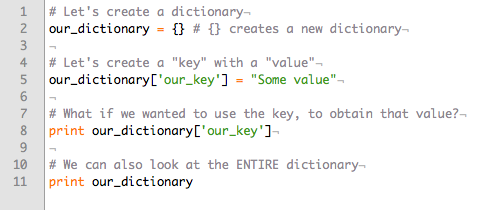 1 # Let's create a dictionary¬
2 our_dictionary = {} # {} creates a new dictionary¬
3 ¬
4 # Let's create a "key" with a "value"¬
5 our_dictionary['our_key'] = "Some value"¬
6 ¬
7 # What if we wanted to use the key, to obtain that value?¬
8 print our_dictionary['our_key']¬
9 ¬
10 # We can also look at the ENTIRE dictionary¬
11 print our_dictionary